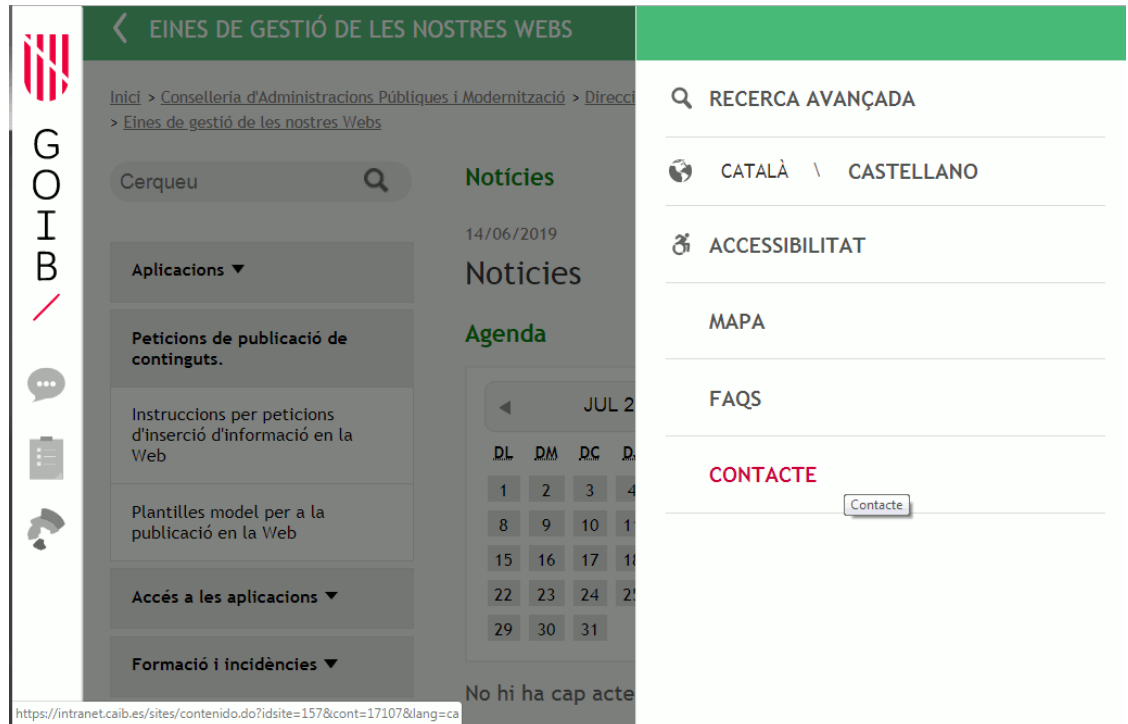 EINES DE GESTIÓ DE LES NOSTRES WEBS
G
O
I
B
Inici > Conselleria d'Administracions Públiques i Modernització >
> Eines de gestió de les nostres Webs
Cerqueu
Aplicacions ▼
Peticions de publicació de
continguts.
Instruccions per peticions
d'inserció d'informació en la
Web
Plantilles model per a la
publicació en la Web
Accés a les aplicacions ▼
Formació i incidències ▼
Notícies
14/06/2019
Noticies
Agenda
JUL 2
DL DM DC
1 2 3 4
8 9 10
15 16 17
22 23 24
29 30 31
No hi ha cap acte
RECERCA AVANÇADA
CATALÀ \ CASTELLANO
ACCESSIBILITAT
MAPA
FAQS
CONTACTE
Contacte
https://intranet.caib.es/sites/contenido.do?idsite=157&cont=17107&lang=ca